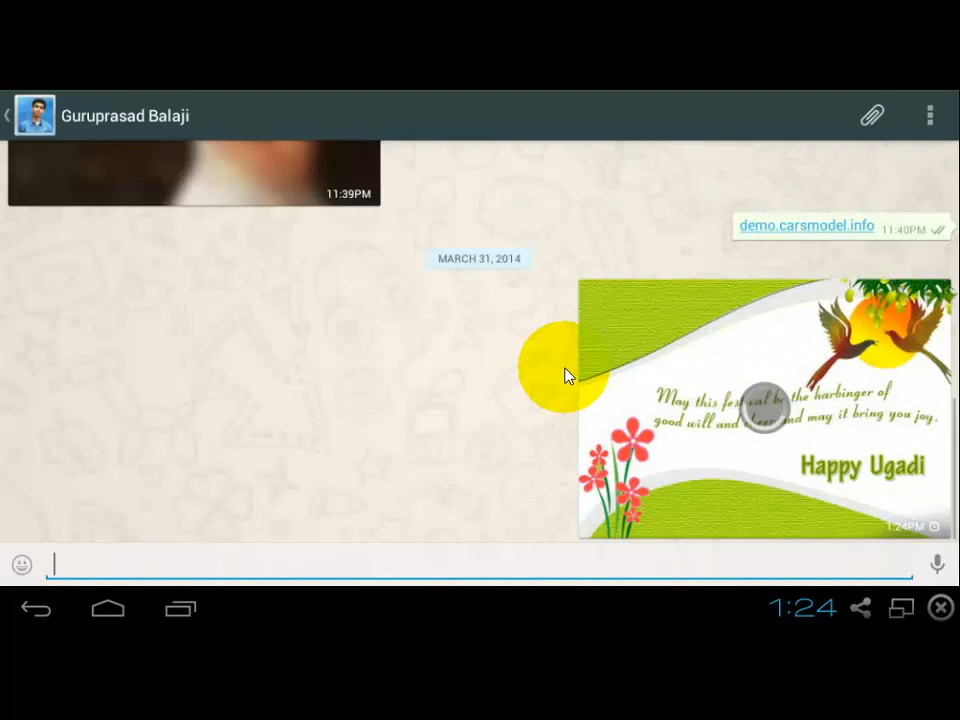 Guruprasad Balaji
11:39PM
demo.carsmodel.info 11:40PM
MARCH 31, 2014
May this festival be the harbinger of
good will and cheer and may it bring you joy.
Happy Ugadi
1:24PM
1:24